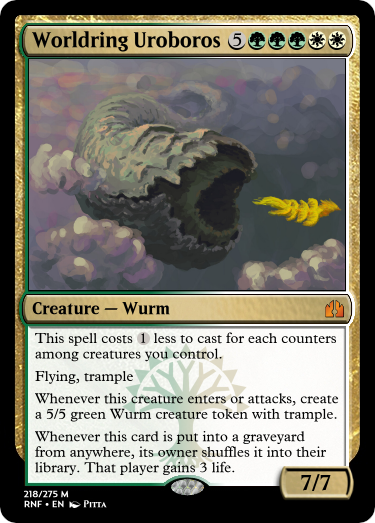 Worldring Uroboros 5
This spell costs 1 less to cast for each counters
among creatures you control.
Flying, trample
Whenever this creature enters or attacks, create
a 5/5 green Wurm creature token with trample.
Whenever this card is put into a graveyard
from anywhere, its owner shuffles it into their
library. That player gains 3 life.
Creature — Wurm
7/7
218/275 M
RNF • EN Pitta